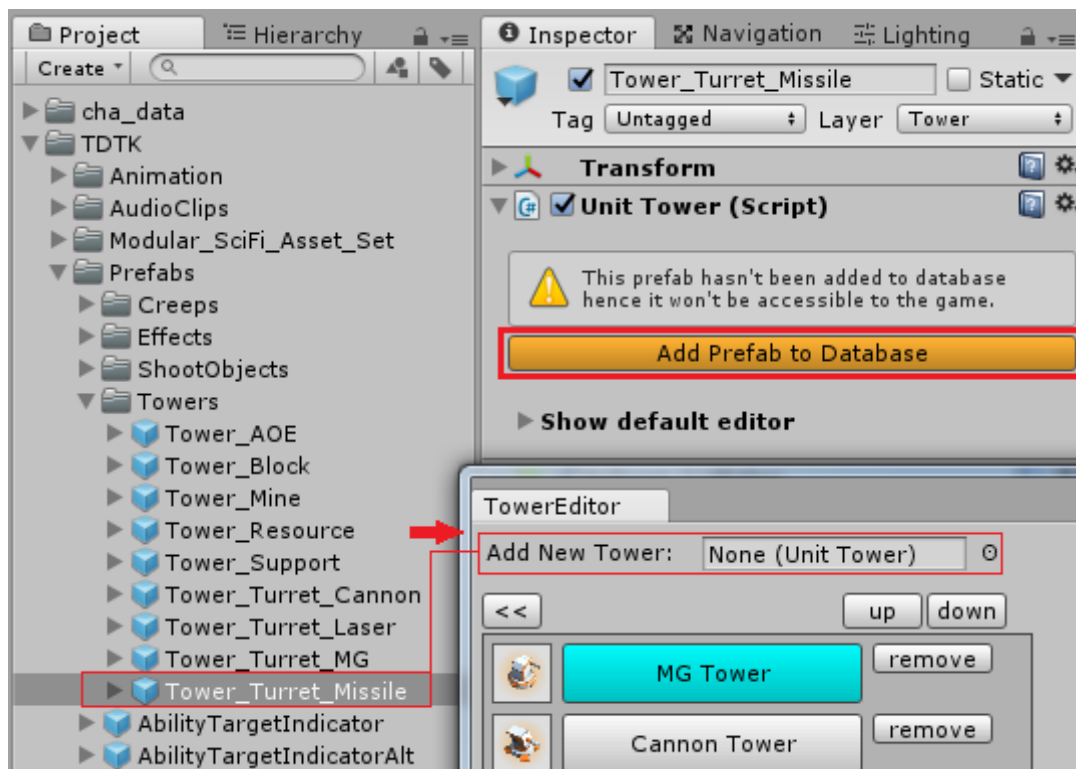 Project
Hierarchy
Create
cha_data
TDTK
Animation
AudioClips
Modular_SciFi_Asset_Set
Prefabs
Creeps
Effects
ShootObjects
Towers
Tower_AOE
Tower_Block
Tower_Mine
Tower_Resource
Tower_Support
Tower_Turret_Cannon
Tower_Turret_Laser
Tower_Turret_MG
Tower_Turret_Missile
AbilityTargetIndicator
AbilityTargetIndicatorAlt
Inspector
Navigation
Lighting
Tower_Turret_Missile
Static
Tag Untagged Layer Tower
Transform
C# Unit Tower (Script)
This prefab hasn't been added to database
hence it won't be accessible to the game.
Add Prefab to Database
Show default editor
TowerEditor
Add New Tower: None (Unit Tower)
<< up down
MG Tower remove
Cannon Tower remove